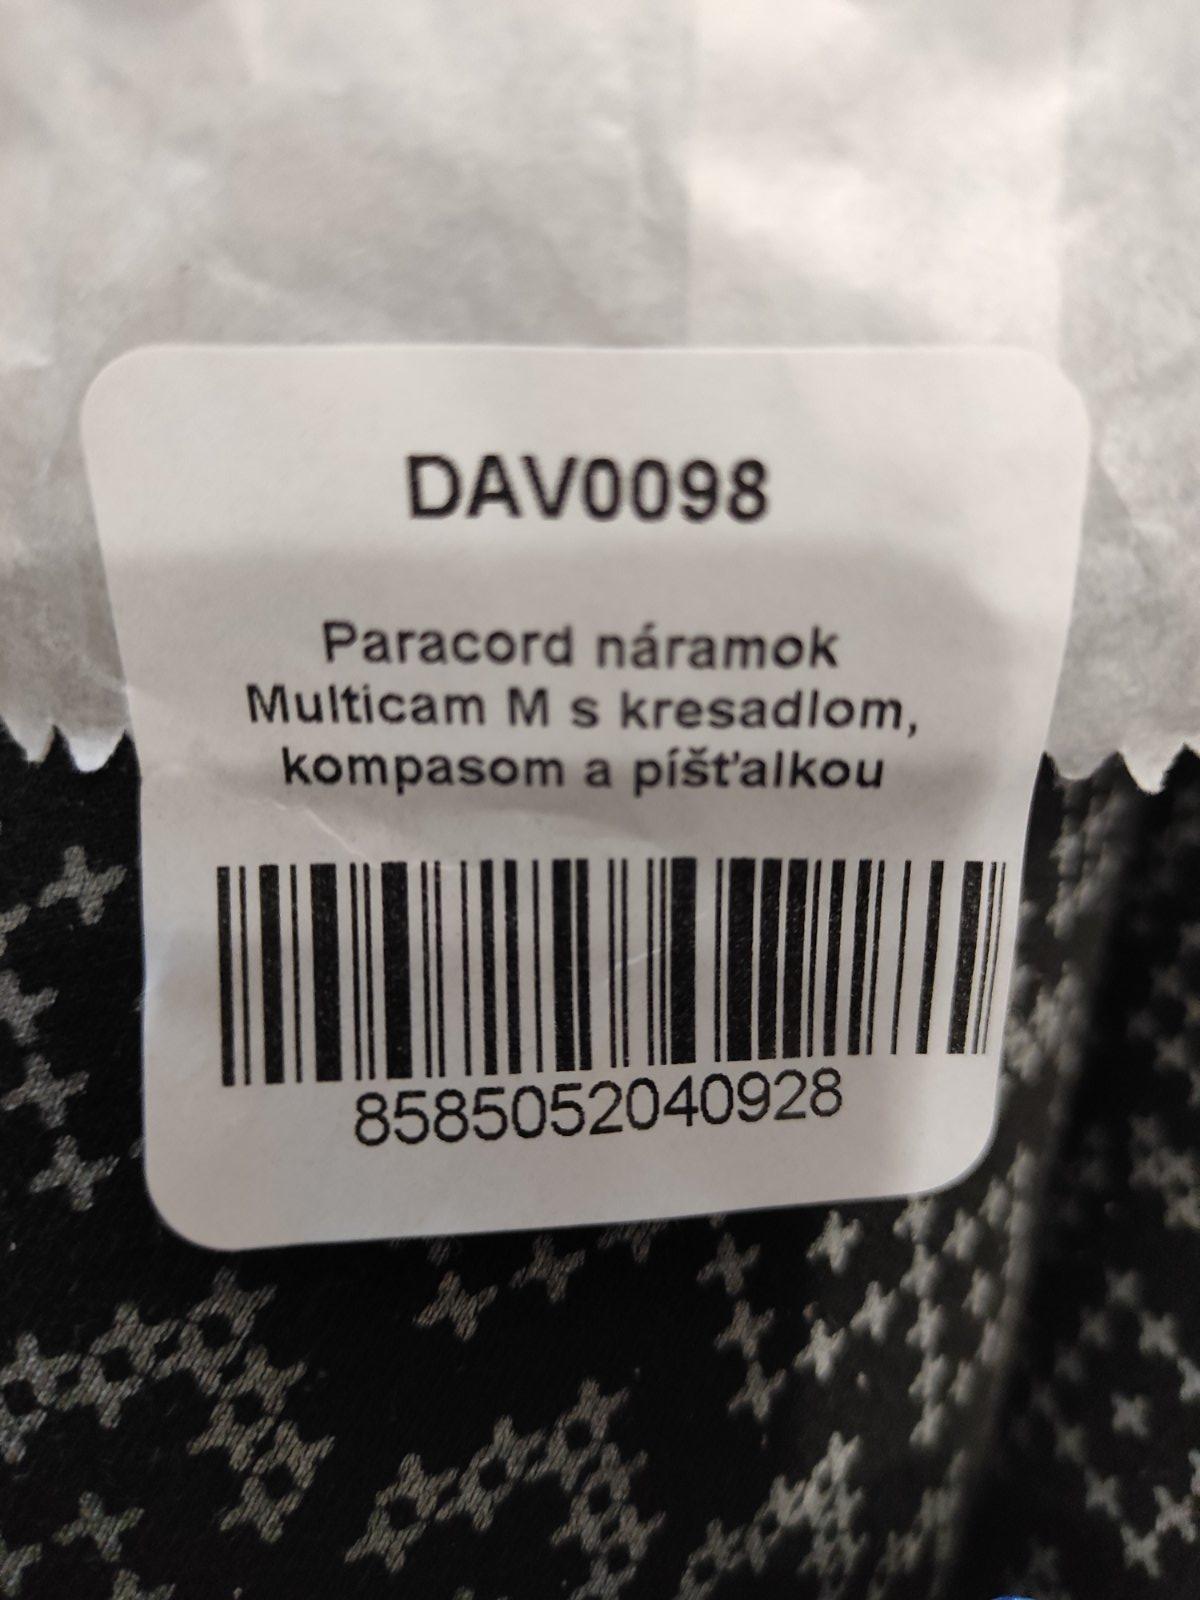 DAV0098
Paracord náramok
Multicam M s kresadlom,
kompasom a píšťalkou
8585052040928